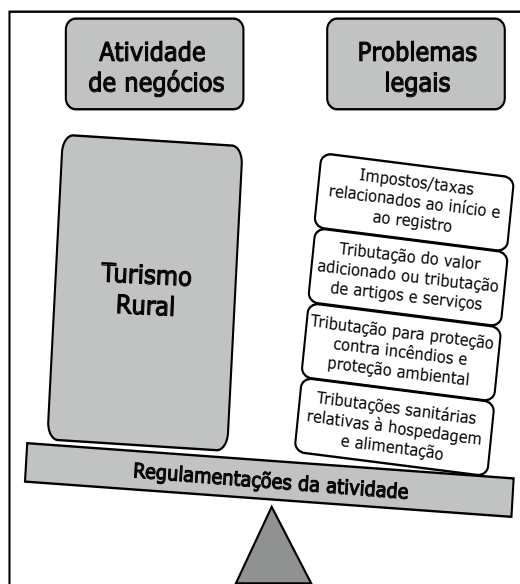 Atividade
de negócios
Problemas
legais
Turismo
Rural
Impostos/taxas
relacionados ao início e
ao registro
Tributação do valor
adicionado ou tributação
de artigos e serviços
Tributação para proteção
contra incêndios e
proteção ambiental
Tributações sanitárias
relativas à hospedagem
e alimentação
Regulamentações da atividade